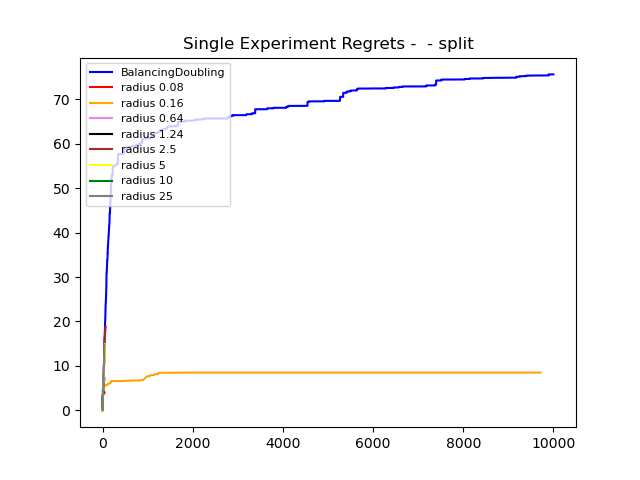 Single Experiment Regrets -  - split
BalancingDoubling
radius 0.08
radius 0.16
radius 0.64
radius 1.24
radius 2.5
radius 5
radius 10
radius 25
70
60
50
40
30
20
10
0
0 2000 4000 6000 8000 10000